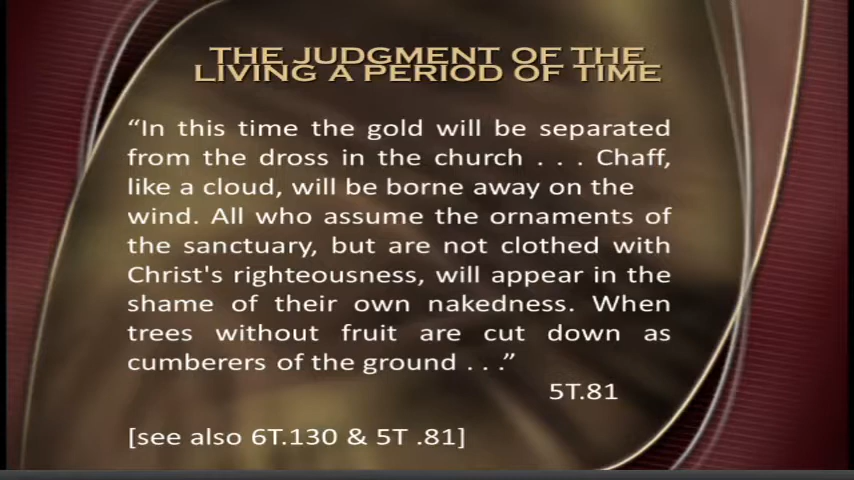 THE JUDGMENT OF THE
LIVING A PERIOD OF TIME
“In this time the gold will be separated
from the dross in the church . . . Chaff,
like a cloud, will be borne away on the
wind. All who assume the ornaments of
the sanctuary, but are not clothed with
Christ's righteousness, will appear in the
shame of their own nakedness. When
trees without fruit are cut down as
cumberers of the ground . . .”
5T.81
[see also 6T.130 & 5T .81]